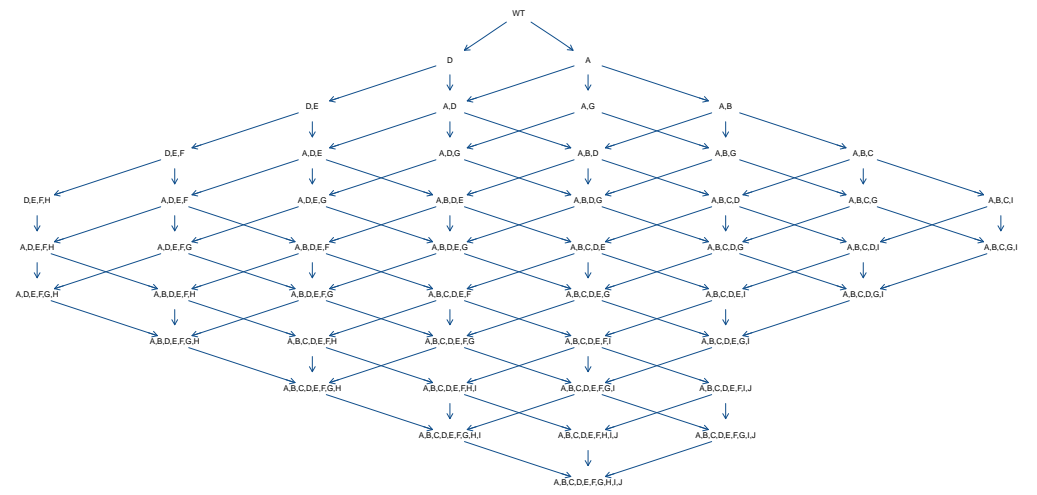 WT
D A
D,E A,D A,G A,B
D,E,F A,D,E A,D,G A,B,D A,B,G A,B,C
D,E,F,H A,D,E,F A,D,E,G A,B,D,E A,B,D,G A,B,C,D A,B,C,G A,B,C,I
A,D,E,F,H A,D,E,F,G A,B,D,E,F A,B,D,E,G A,B,C,D,E A,B,C,D,G A,B,C,D,I A,B,C,G,I
A,D,E,F,G,H A,B,D,E,F,H A,B,D,E,F,G A,B,C,D,E,F A,B,C,D,E,G A,B,C,D,E,I A,B,C,D,G,I
A,B,D,E,F,G,H A,B,C,D,E,F,H A,B,C,D,E,F,G A,B,C,D,E,F,I A,B,C,D,E,G,I
A,B,C,D,E,F,G,H A,B,C,D,E,F,H,I A,B,C,D,E,F,G,I A,B,C,D,E,F,I,J
A,B,C,D,E,F,G,H,I A,B,C,D,E,F,H,I,J A,B,C,D,E,F,G,I,J
A,B,C,D,E,F,G,H,I,J